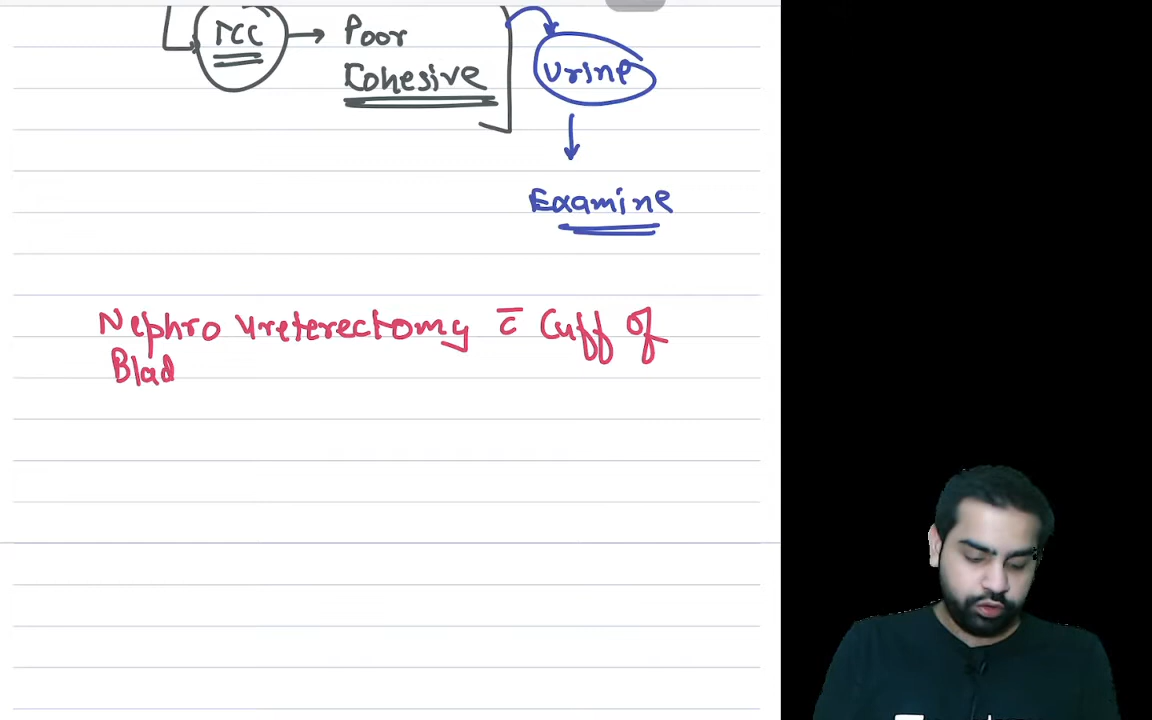 TCC → Poor
Cohesive
Urine
Examine
Nephro Ureterectomy c̅ Cuff of
Blad